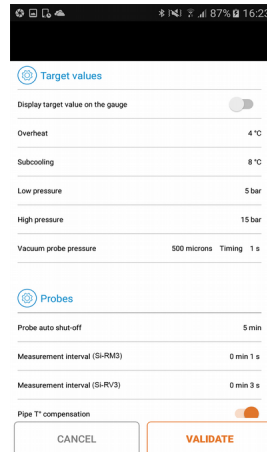 87% 16:23
Target values
Display target value on the gauge
Overheat 4 °C
Subcooling 8 °C
Low pressure 5 bar
High pressure 15 bar
Vacuum probe pressure 500 microns Timing 1 s
Probes
Probe auto shut-off 5 min
Measurement interval (Si-RM3) 0 min 1 s
Measurement interval (Si-RV3) 0 min 3 s
Pipe T° compensation
CANCEL VALIDATE